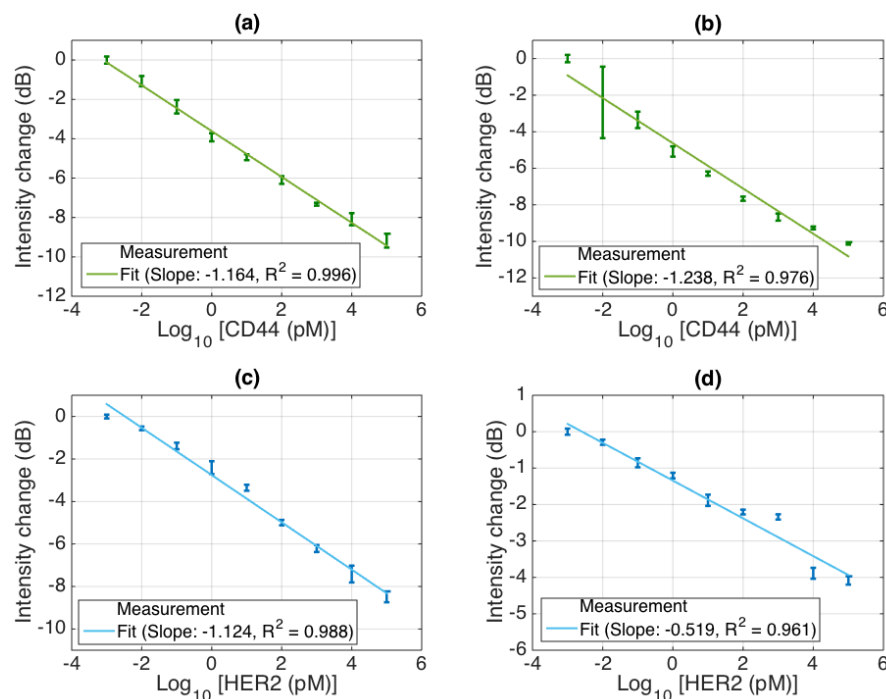 (a)
0
-2
-4
-6
-8
-10
-12
Intensity change (dB)
Measurement
Fit (Slope: -1.164, R² = 0.996)
-4 -2 0 2 4 6
Log₁₀ [CD44 (pM)]
(b)
0
-2
-4
-6
-8
-10
-12
Intensity change (dB)
Measurement
Fit (Slope: -1.238, R² = 0.976)
-4 -2 0 2 4 6
Log₁₀ [CD44 (pM)]
(c)
0
-2
-4
-6
-8
-10
Intensity change (dB)
Measurement
Fit (Slope: -1.124, R² = 0.988)
-4 -2 0 2 4 6
Log₁₀ [HER2 (pM)]
(d)
1
0
-1
-2
-3
-4
-5
-6
Intensity change (dB)
Measurement
Fit (Slope: -0.519, R² = 0.961)
-4 -2 0 2 4 6
Log₁₀ [HER2 (pM)]